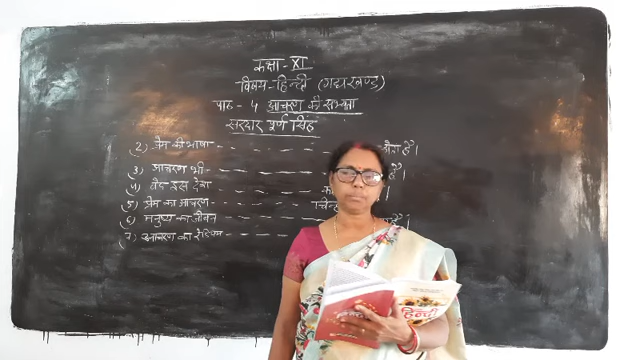 कक्षा - XI
विषय - हिन्दी (गद्यखण्ड)
पाठ - 4 आचरण की सभ्यता
सरदार पूर्ण सिंह
(2) प्रेम की भाषा - - - - - - है।
(3) आचरण भी - - - - - - है।
(4) वेद इस देश - - - - -
(5) प्रेम का आचरण - - - - -
(6) मनुष्य का जीवन - - - - - है।
(7) आचरण का - - - -
हिन्दी